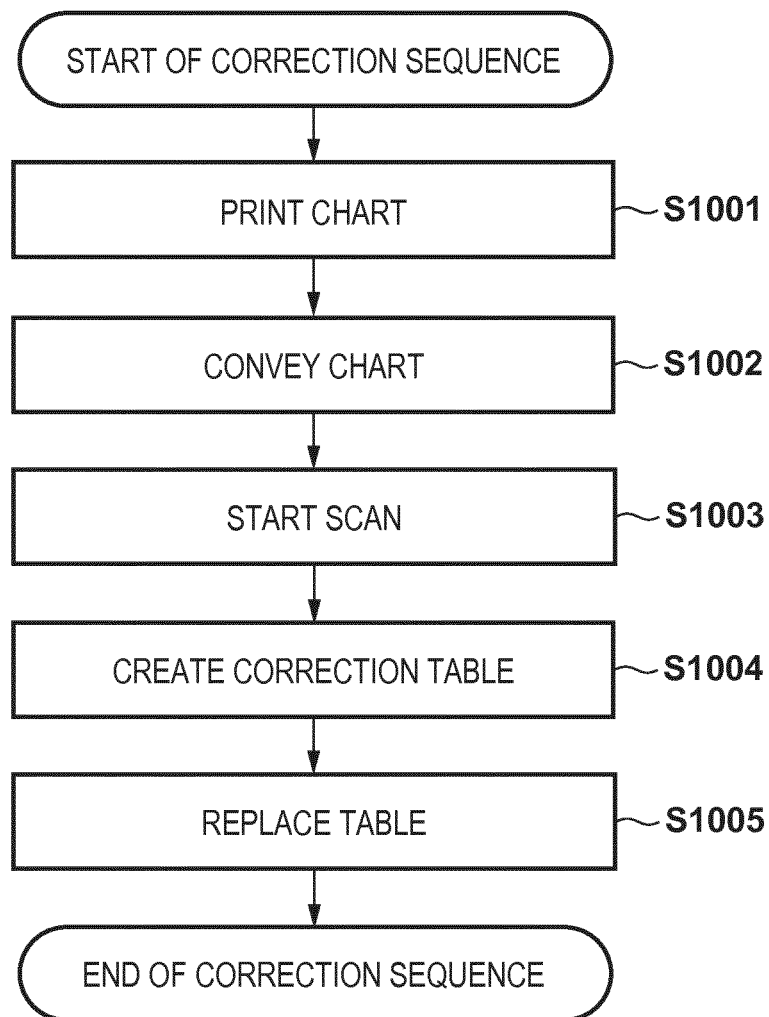 START OF CORRECTION SEQUENCE
PRINT CHART
S1001
CONVEY CHART
S1002
START SCAN
S1003
CREATE CORRECTION TABLE
S1004
REPLACE TABLE
S1005
END OF CORRECTION SEQUENCE